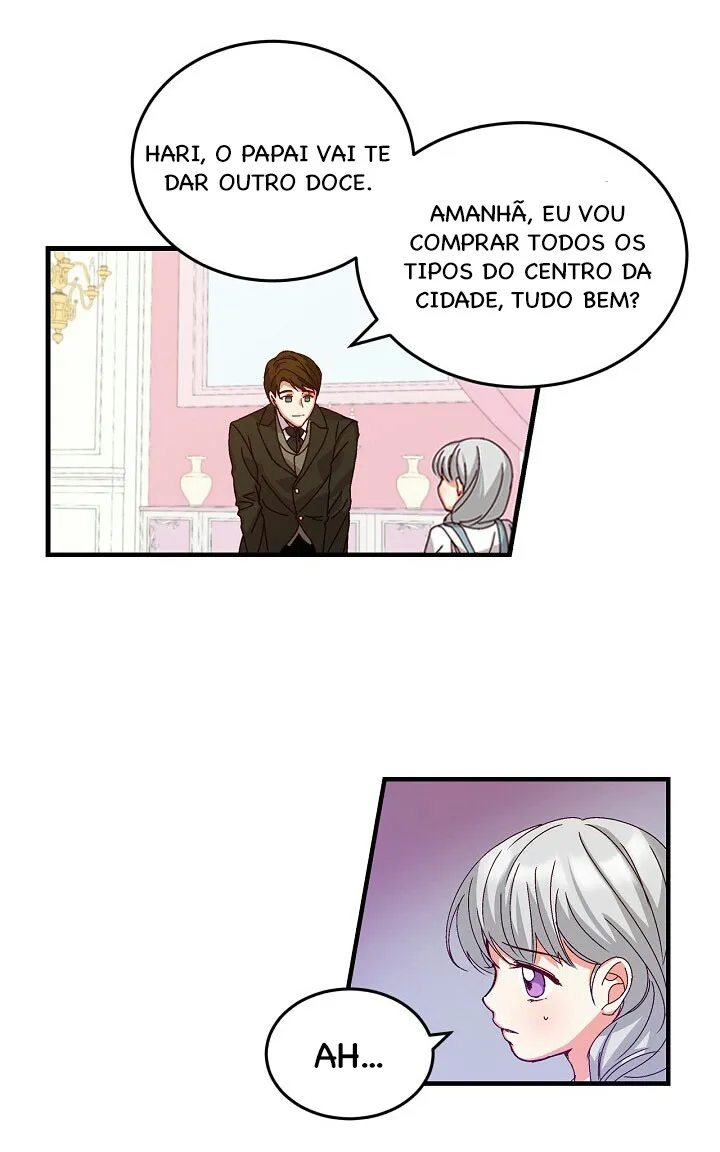 HARI, O PAPAI VAI TE
DAR OUTRO DOCE.
AMANHÃ, EU VOU
COMPRAR TODOS OS
TIPOS DO CENTRO DA
CIDADE, TUDO BEM?
AH...